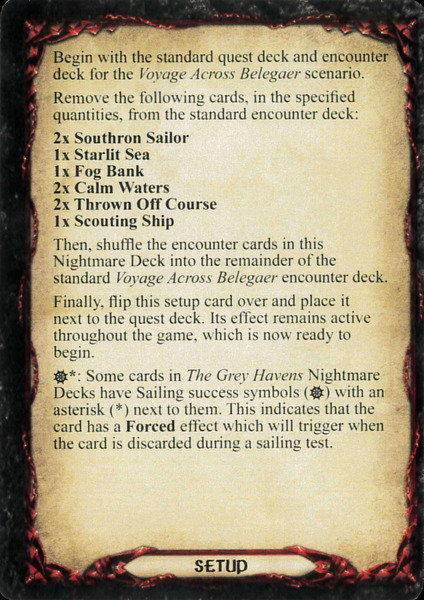 Begin with the standard quest deck and encounter
deck for the Voyage Across Belegaer scenario.
Remove the following cards, in the specified
quantities, from the standard encounter deck:
2x Southron Sailor
1x Starlit Sea
1x Fog Bank
2x Calm Waters
2x Thrown Off Course
1x Scouting Ship
Then, shuffle the encounter cards in this
Nightmare Deck into the remainder of the
standard Voyage Across Belegaer encounter deck.
Finally, flip this setup card over and place it
next to the quest deck. Its effect remains active
throughout the game, which is now ready to
begin.
*: Some cards in The Grey Havens Nightmare
Decks have Sailing success symbols () with an
asterisk (*) next to them. This indicates that the
card has a Forced effect which will trigger when
the card is discarded during a sailing test.
SETUP